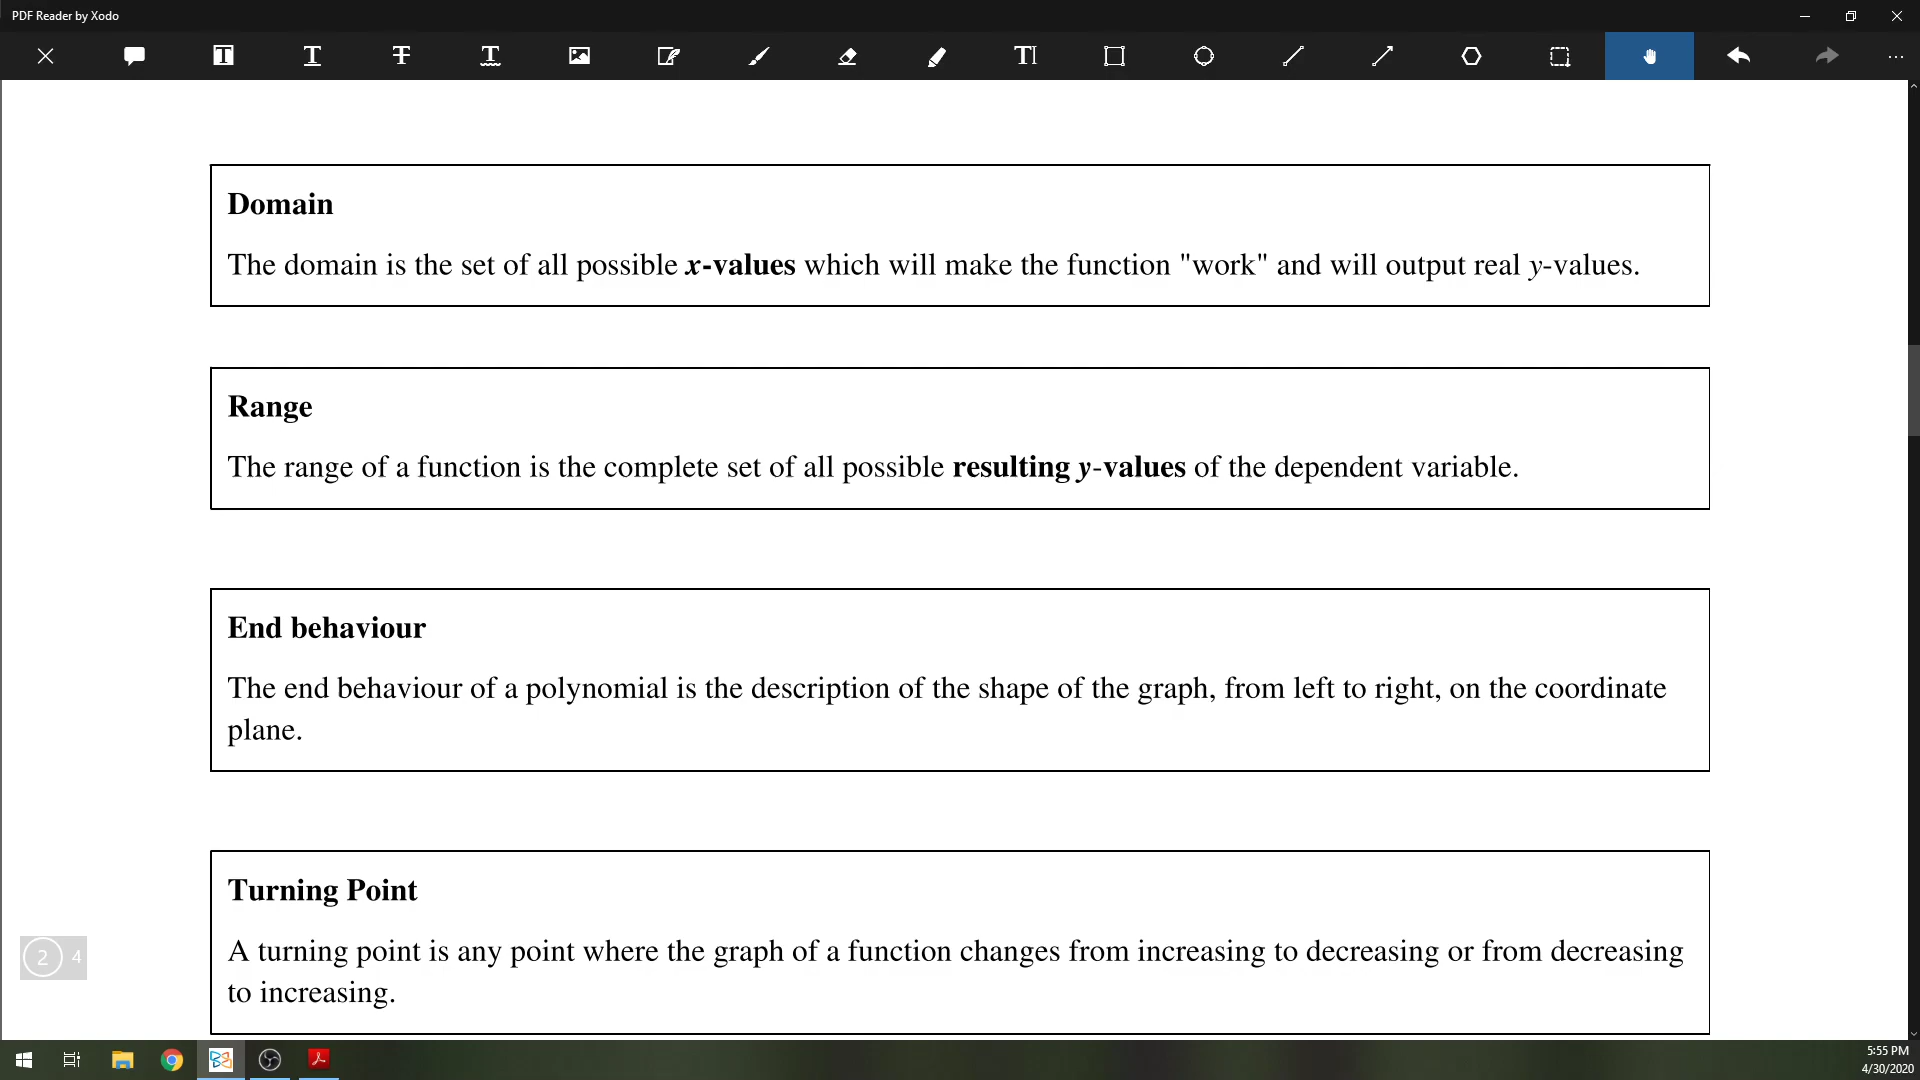 PDF Reader by Xodo
Domain
The domain is the set of all possible x-values which will make the function "work" and will output real y-values.
Range
The range of a function is the complete set of all possible resulting y-values of the dependent variable.
End behaviour
The end behaviour of a polynomial is the description of the shape of the graph, from left to right, on the coordinate
plane.
Turning Point
A turning point is any point where the graph of a function changes from increasing to decreasing or from decreasing
to increasing.
2 4
5:55 PM
4/30/2020